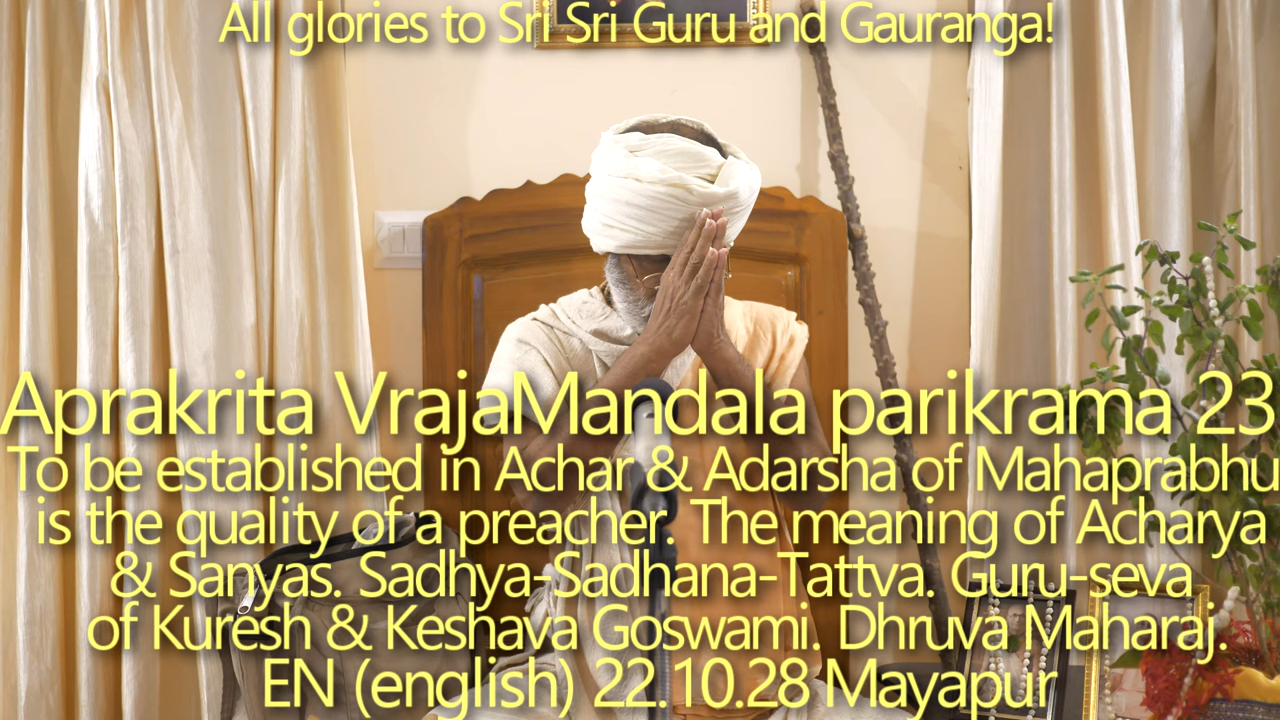 All glories to Sri Sri Guru and Gauranga!
Aprakrita VrajaMandala parikrama 23
To be established in Achar & Adarsha of Mahaprabhu
is the quality of a preacher. The meaning of Acharya
& Sanyas. Sadhya-Sadhana-Tattva. Guru-seva
of Kuresh & Keshava Goswami. Dhruva Maharaj.
EN (english) 22.10.28 Mayapur